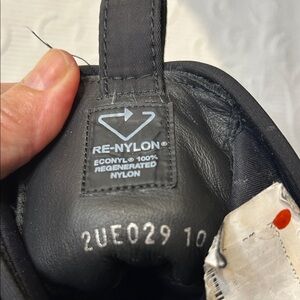 RE-NYLON®
ECONYL® 100%
REGENERATED
NYLON
2UE029 10